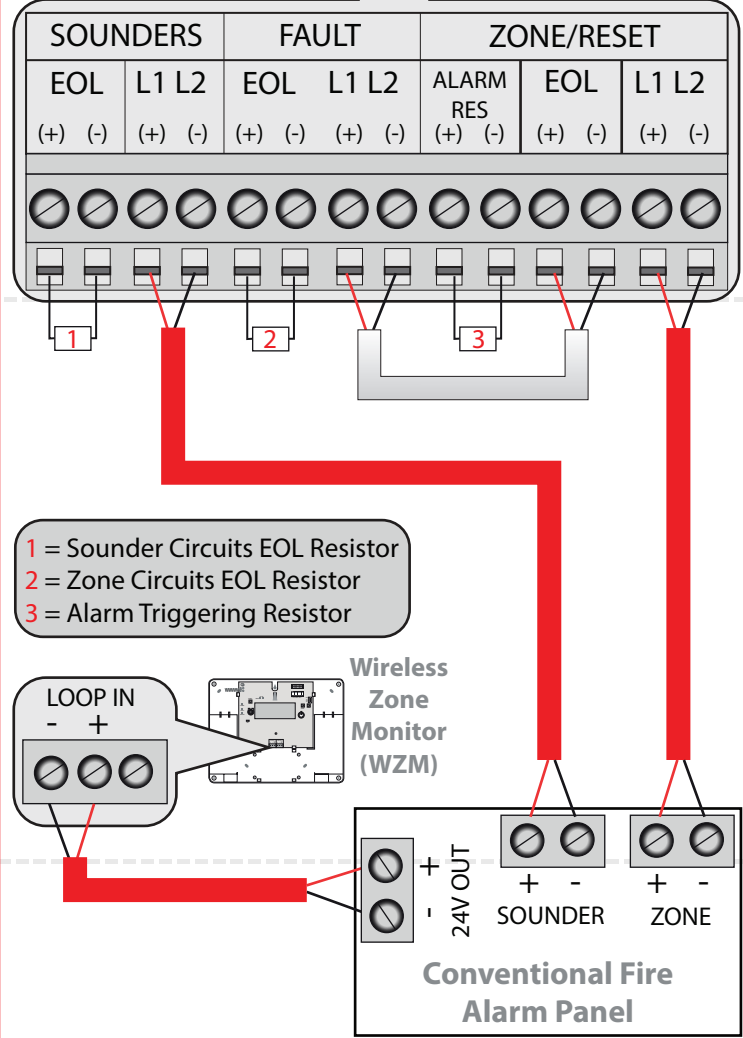 SOUNDERS FAULT ZONE/RESET
EOL L1 L2 EOL L1 L2 ALARM RES EOL L1 L2
(+) (-) (+) (-) (+) (-) (+) (-) (+) (-) (+) (-) (+) (-)
1 2 3
1 = Sounder Circuits EOL Resistor
2 = Zone Circuits EOL Resistor
3 = Alarm Triggering Resistor
LOOP IN
- +
Wireless
Zone
Monitor
(WZM)
+ -
24V OUT
+ - + -
SOUNDER ZONE
Conventional Fire
Alarm Panel